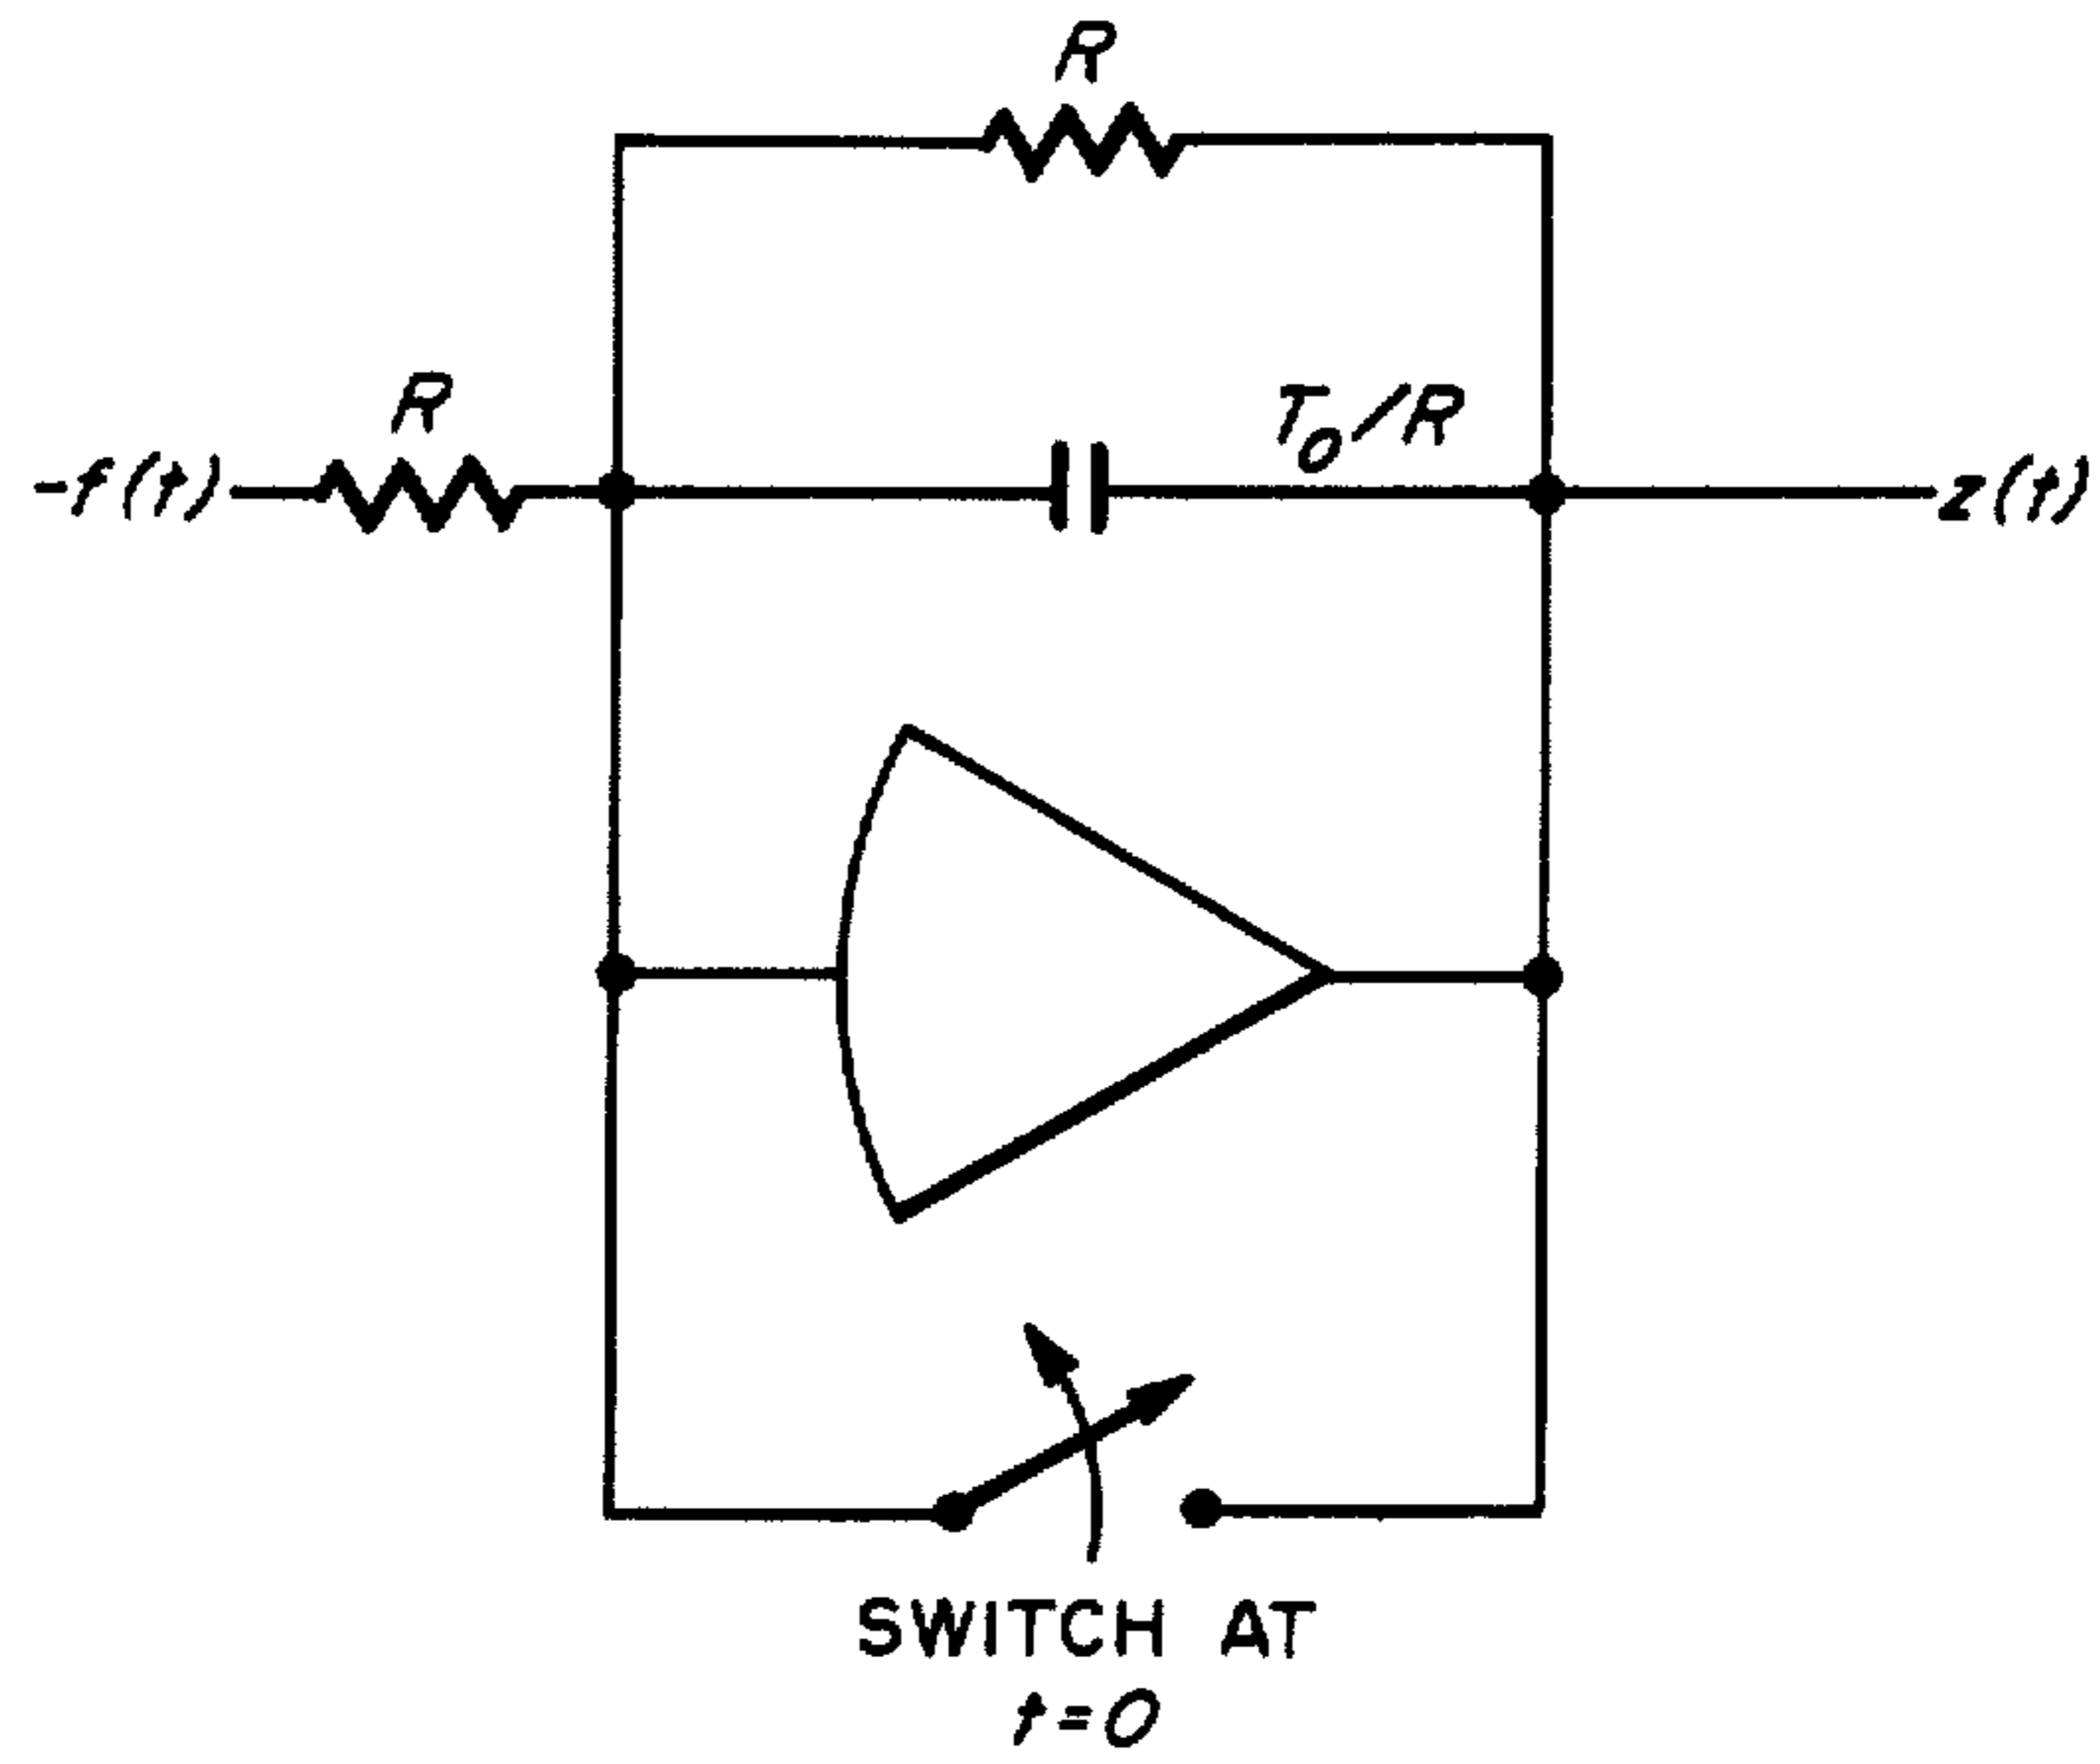 R
R
T₀/R
-f(t)
z(t)
SWITCH AT
t=0